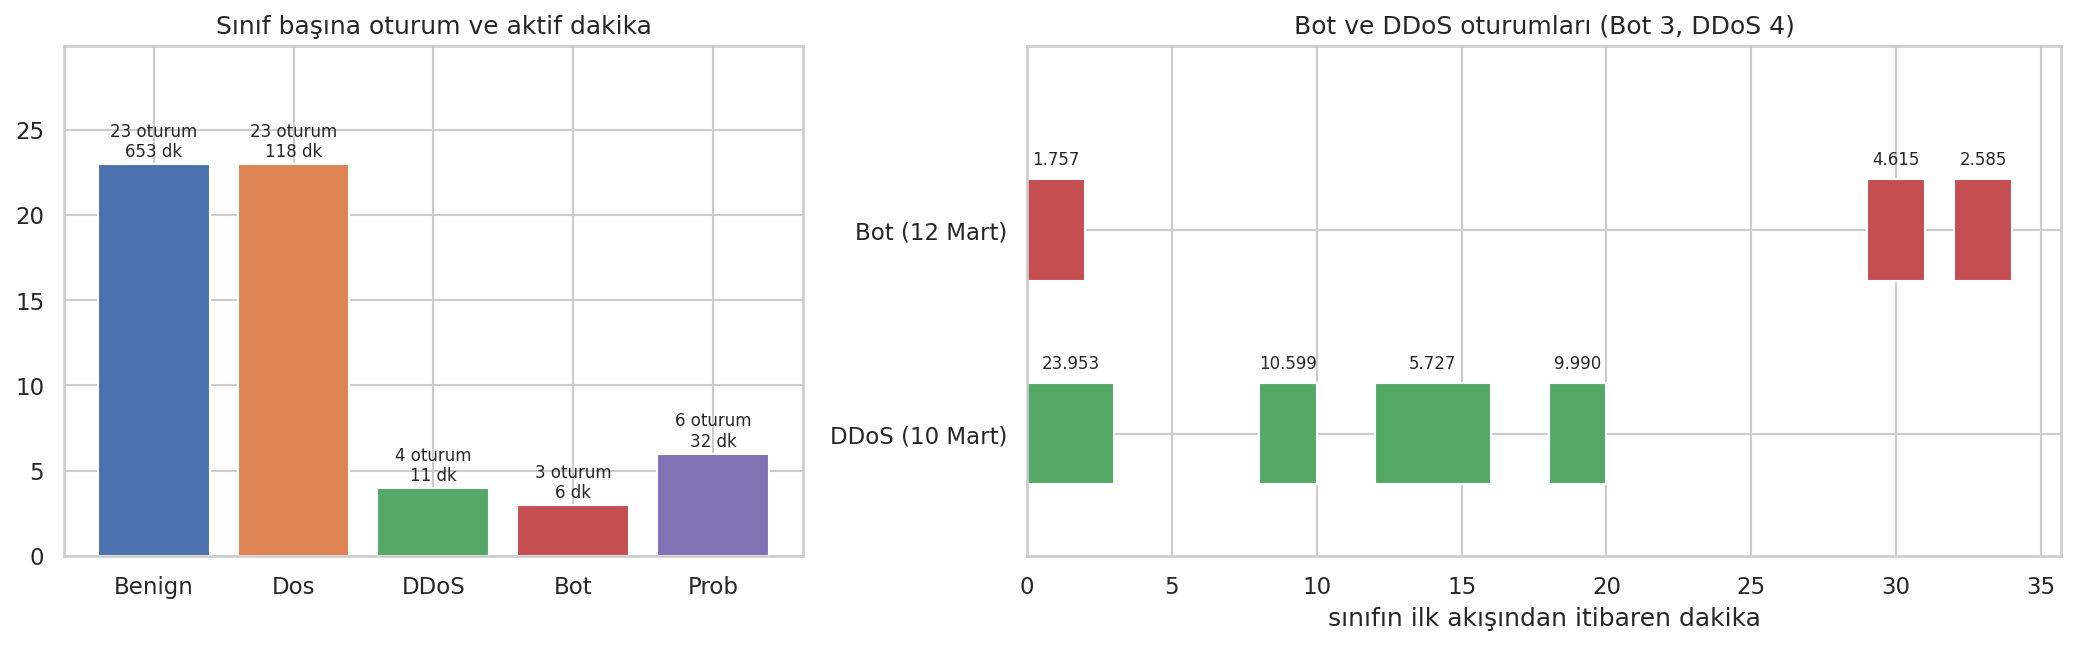 Sınıf başına oturum ve aktif dakika
25
20
15
10
5
0
23 oturum
653 dk
23 oturum
118 dk
4 oturum
11 dk
3 oturum
6 dk
6 oturum
32 dk
Benign
Dos
DDoS
Bot
Prob
Bot ve DDoS oturumları (Bot 3, DDoS 4)
Bot (12 Mart)
1.757
4.615
2.585
DDoS (10 Mart)
23.953
10.599
5.727
9.990
0
5
10
15
20
25
30
35
sınıfın ilk akışından itibaren dakika